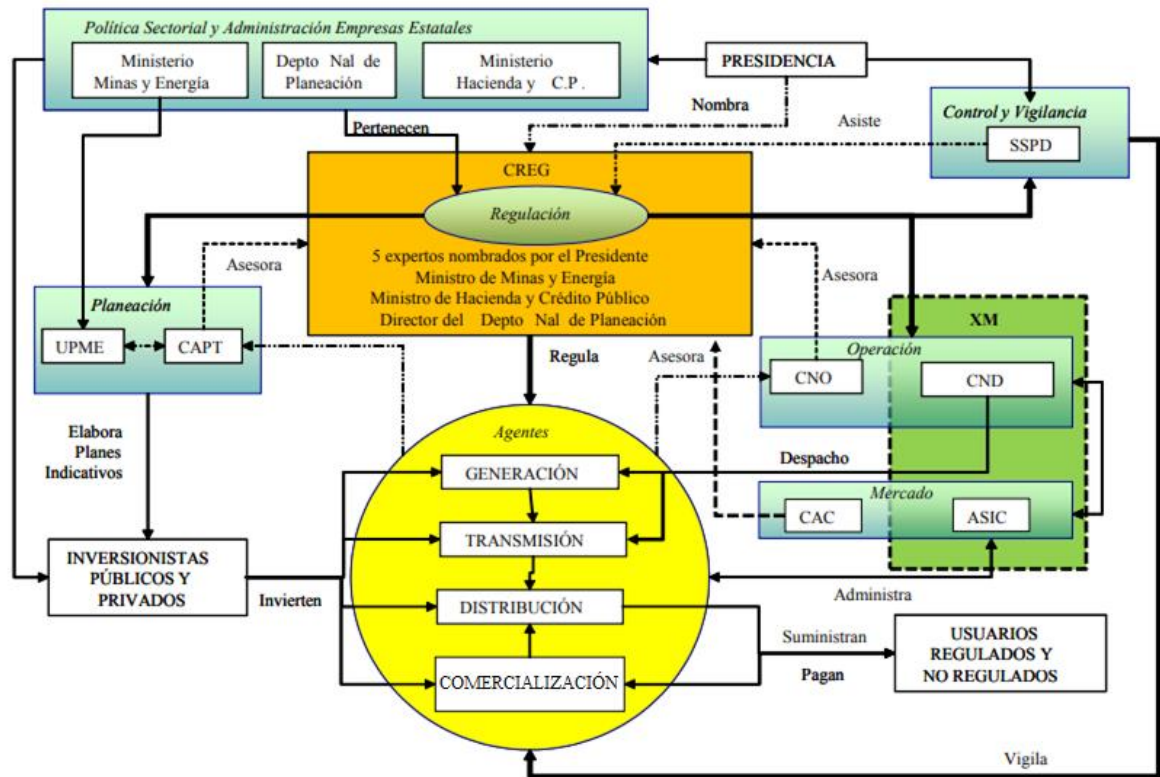 Política Sectorial y Administración Empresas Estatales
Ministerio
Minas y Energía
Depto Nal de
Planeación
Ministerio
Hacienda y C.P.
PRESIDENCIA
Nombra
Control y Vigilancia
SSPD
Asiste
Pertenecen
CREG
Regulación
5 expertos nombrados por el Presidente
Ministro de Minas y Energía
Ministro de Hacienda y Crédito Público
Director del Depto Nal de Planeación
Asesora
Planeación
UPME
CAPT
Asesora
XM
Operación
CNO
CND
Regula
Asesora
Elabora
Planes
Indicativos
Agentes
GENERACIÓN
TRANSMISIÓN
DISTRIBUCIÓN
COMERCIALIZACIÓN
Despacho
Mercado
CAC
ASIC
INVERSIONISTAS
PÚBLICOS Y
PRIVADOS
Invierten
Administra
Suministran
Pagan
USUARIOS
REGULADOS Y
NO REGULADOS
Vigila